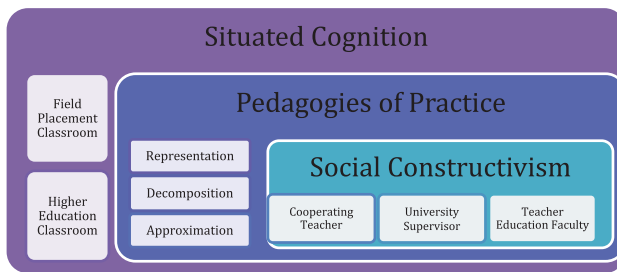 Situated Cognition
Field
Placement
Classroom
Higher
Education
Classroom
Pedagogies of Practice
Representation
Decomposition
Approximation
Social Constructivism
Cooperating
Teacher
University
Supervisor
Teacher
Education Faculty